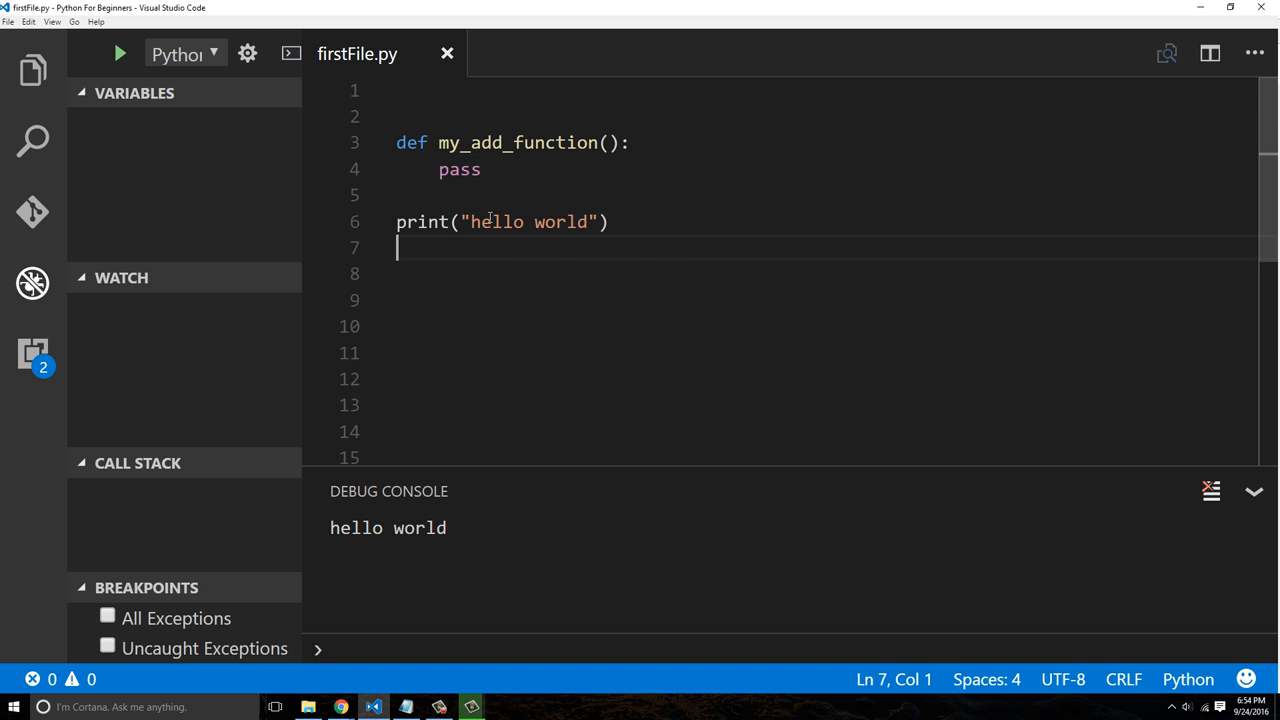 firstFile.py - Python For Beginners - Visual Studio Code
File Edit View Go Help
Pythor
firstFile.py
VARIABLES
WATCH
CALL STACK
BREAKPOINTS
All Exceptions
Uncaught Exceptions
1
2
3 def my_add_function():
4 pass
5
6 print("hello world")
7
8
9
10
11
12
13
14
15
DEBUG CONSOLE
hello world
2
0 0 Ln 7, Col 1 Spaces: 4 UTF-8 CRLF Python
I'm Cortana. Ask me anything.
6:54 PM
9/24/2016